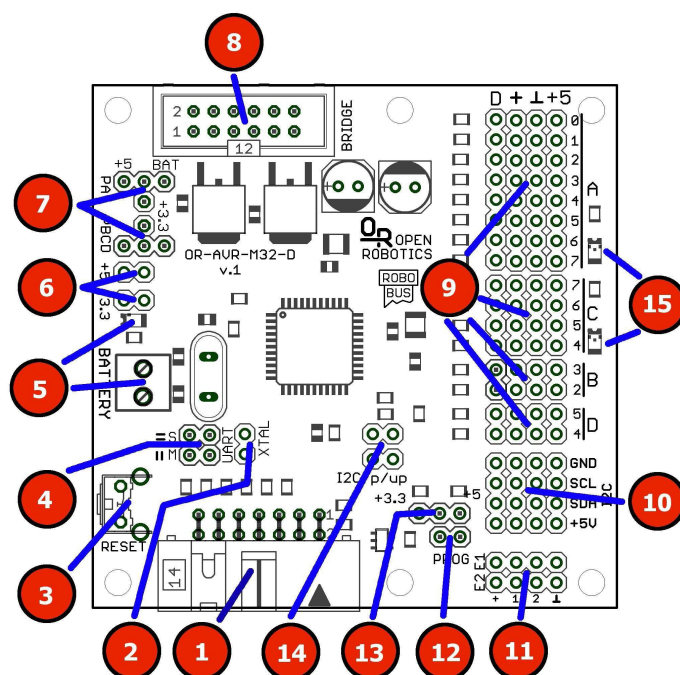 8
2
1
12
BRIDGE
D + ⊥ +5
0
1
2
3
4
5
6
7
A
+5 BAT
PA
+3.3
PBCD
7
OR-AVR-M32-D
v.1
OPEN
ROBOTICS
ROBO
BUS
+5
+3.3
6
9
7
6
5
4
C
15
5
BATTERY
3
2
B
5
4
D
4
=S
=M
UART
XTAL
I2C p/up
GND
SCL
SDA
+5V
I2C
10
+3.3
+5
PROG
RESET
3
1
14
E1
E2
+ 1 2 ⊥
2
1
14
13
12
11